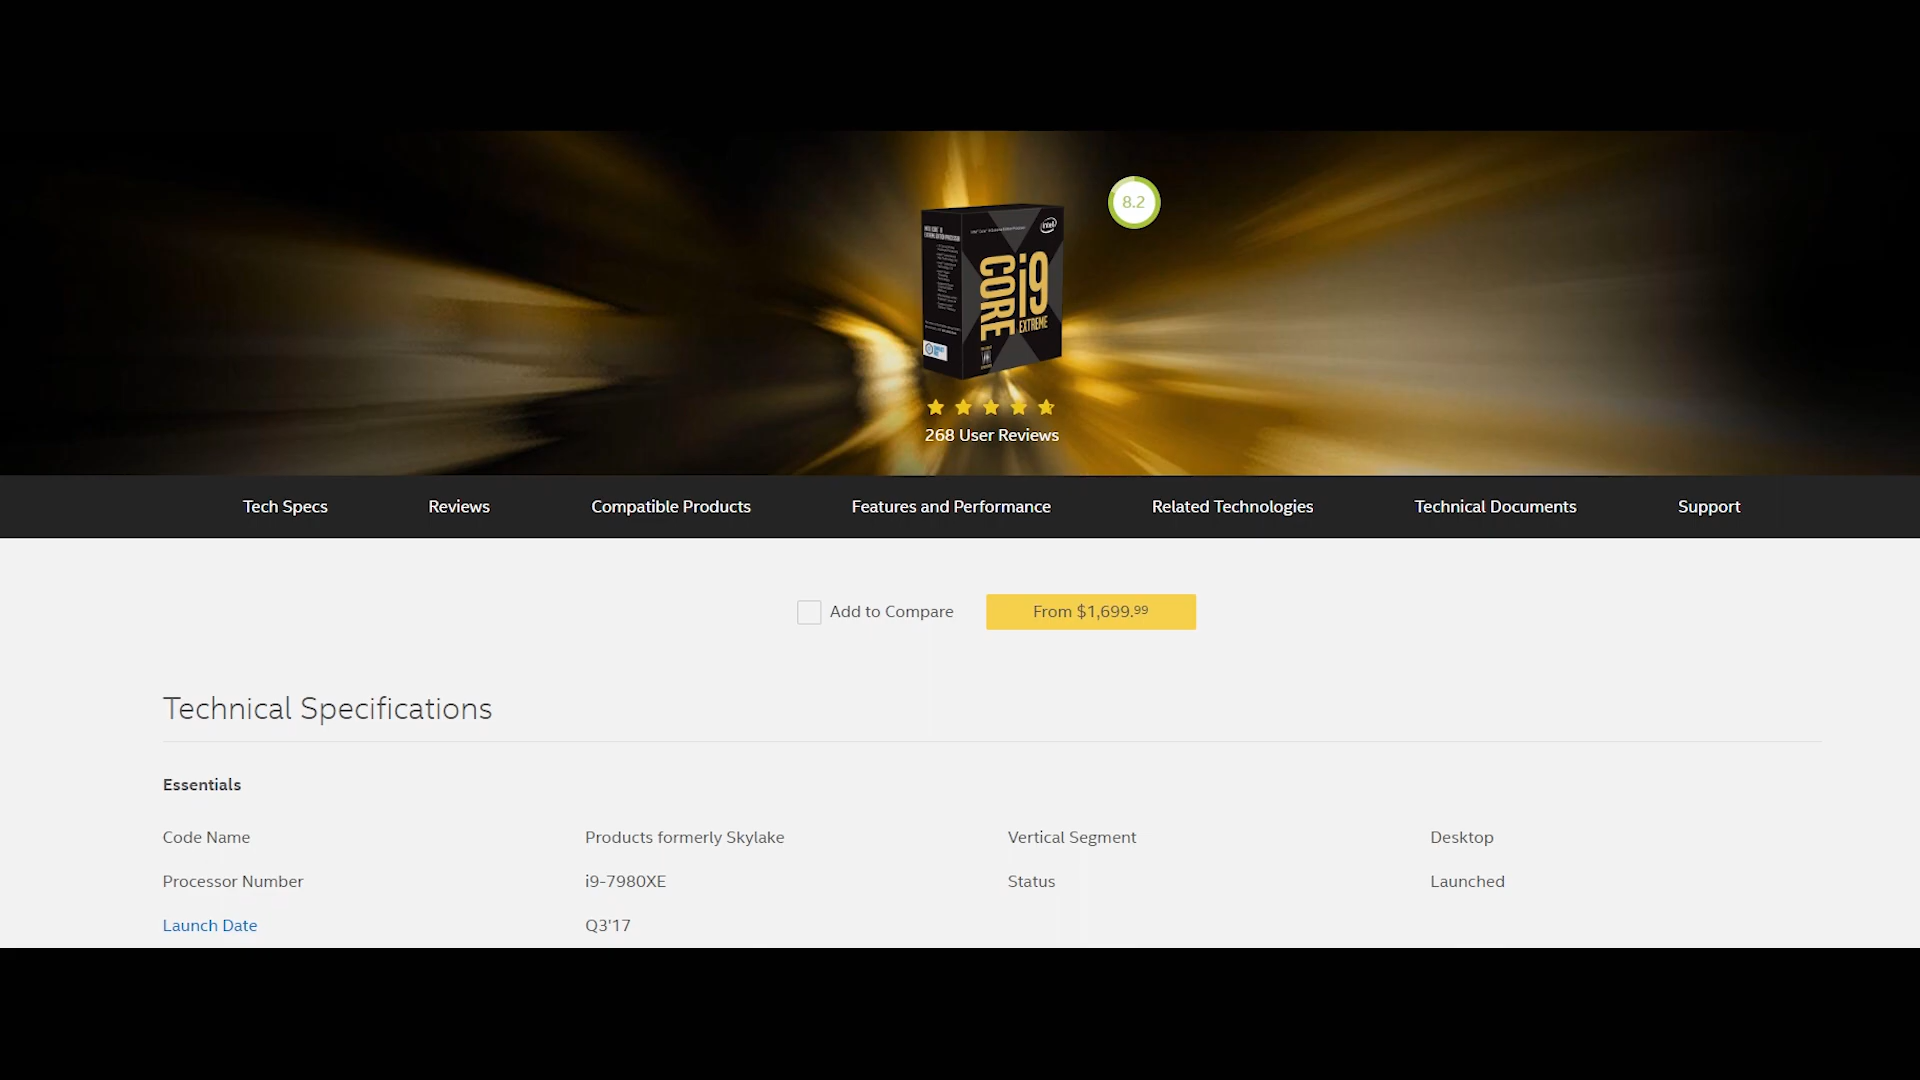 8.2
intel
CORE i9
EXTREME
268 User Reviews
Tech Specs Reviews Compatible Products Features and Performance Related Technologies Technical Documents Support
Add to Compare From $1,699.99
Technical Specifications
Essentials
Code Name Products formerly Skylake Vertical Segment Desktop
Processor Number i9-7980XE Status Launched
Launch Date Q3'17